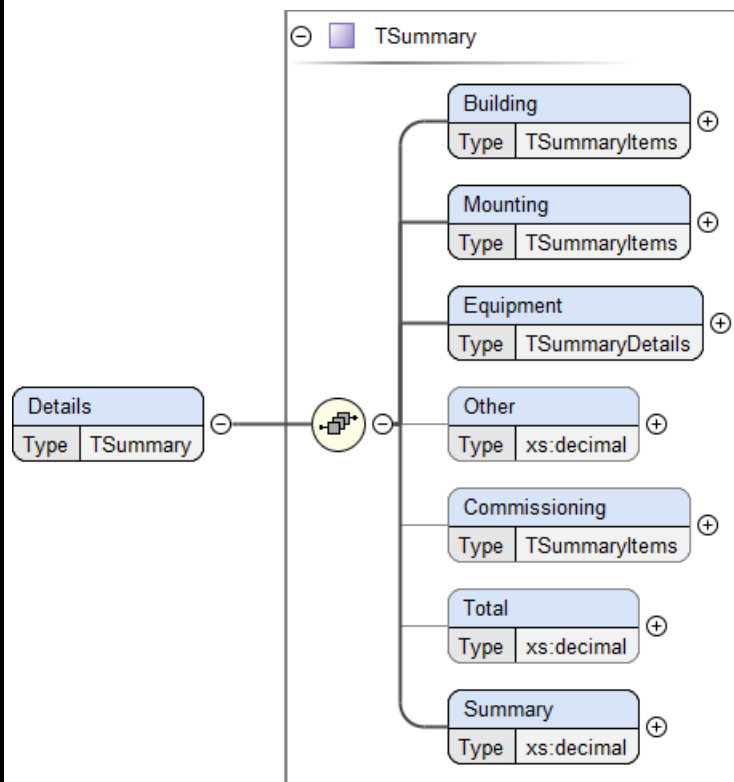 TSummary
Building
Type TSummaryItems
Mounting
Type TSummaryItems
Equipment
Type TSummaryDetails
Details
Type TSummary
Other
Type xs:decimal
Commissioning
Type TSummaryItems
Total
Type xs:decimal
Summary
Type xs:decimal